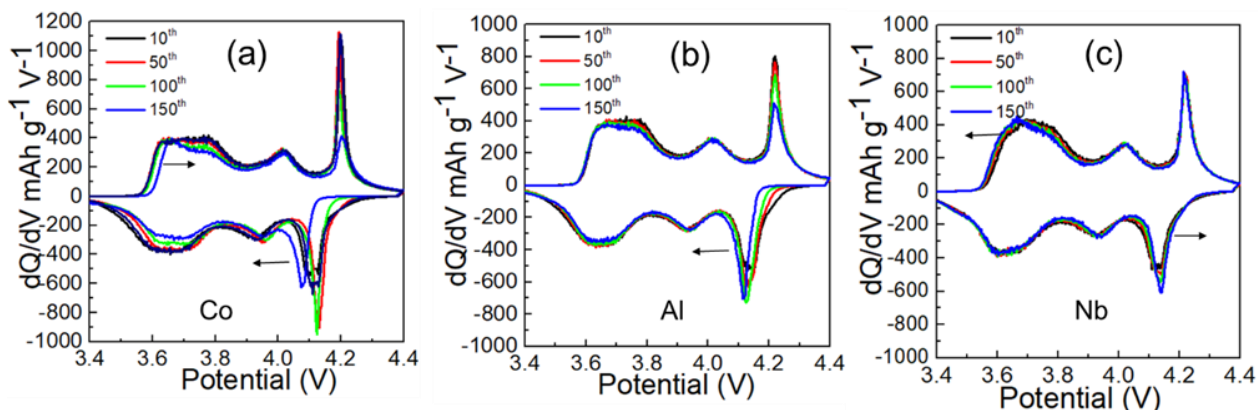 (a)
10th
50th
100th
150th
dQ/dV mAh g⁻¹ V⁻¹
1200
1000
800
600
400
200
0
-200
-400
-600
-800
-1000
Co
3.4 3.6 3.8 4.0 4.2 4.4
Potential (V)
(b)
10th
50th
100th
150th
dQ/dV mAh g⁻¹ V⁻¹
1000
800
600
400
200
0
-200
-400
-600
-800
-1000
Al
3.4 3.6 3.8 4.0 4.2 4.4
Potential (V)
(c)
10th
50th
100th
150th
dQ/dV mAh g⁻¹ V⁻¹
1000
800
600
400
200
0
-200
-400
-600
-800
-1000
Nb
3.4 3.6 3.8 4.0 4.2 4.4
Potential (V)